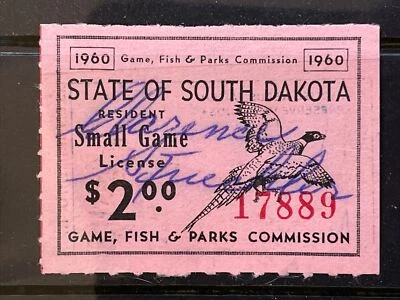 1960 Game, Fish & Parks Commission 1960
STATE OF SOUTH DAKOTA
RESIDENT
Small Game
License
$2.00
17889
GAME, FISH & PARKS COMMISSION
Clarence